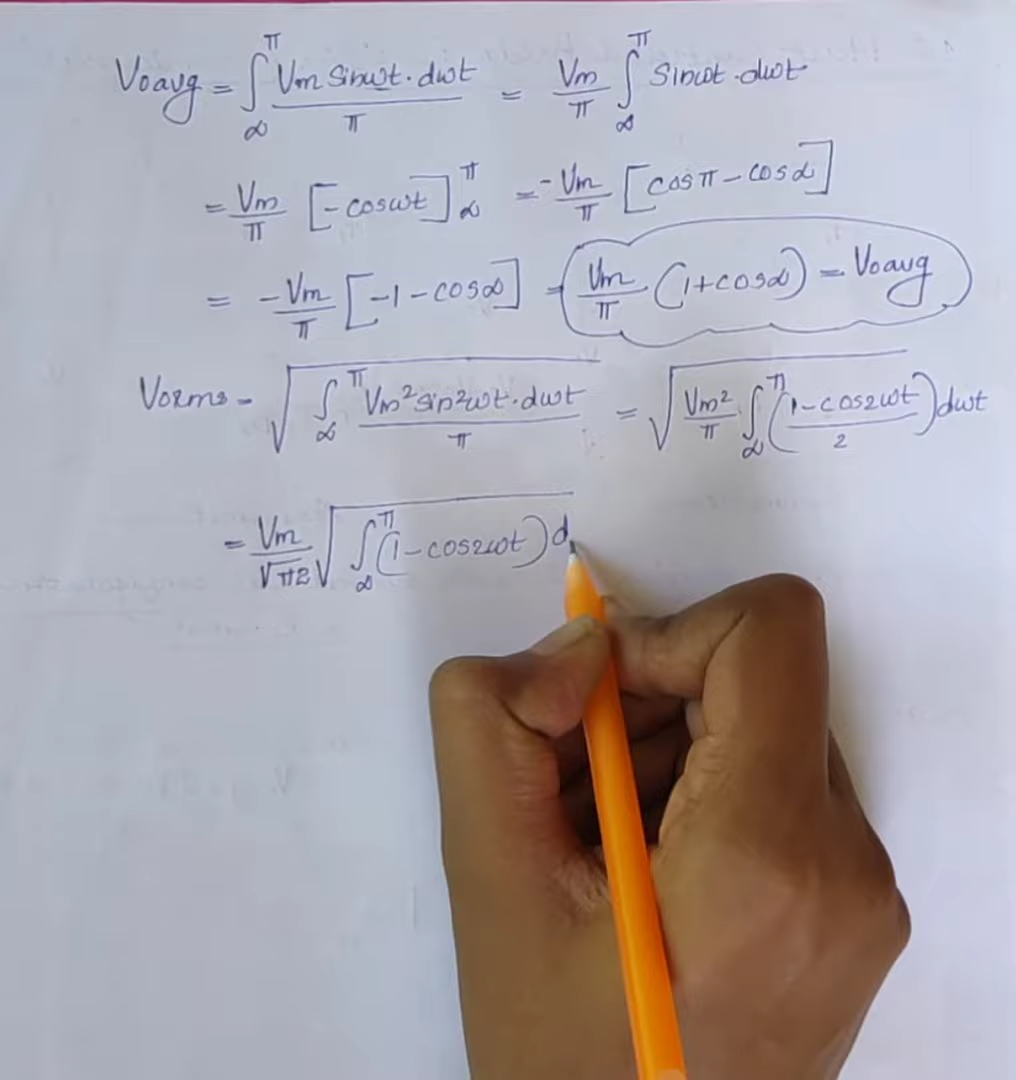 Voavg = ∫_α^π Vm Sinωt · dωt / π = Vm/π ∫_α^π Sinωt · dωt
= Vm/π [-cosωt]_α^π = -Vm/π [cosπ - cosα]
= -Vm/π [-1 - cosα] = Vm/π (1+cosα) = Voavg
Vorms = √(∫_α^π Vm² sin²ωt · dωt / π) = √(Vm²/π ∫_α^π (1-cos2ωt / 2) dωt
= Vm/√π2 √(∫_α^π (1-cos2ωt) d